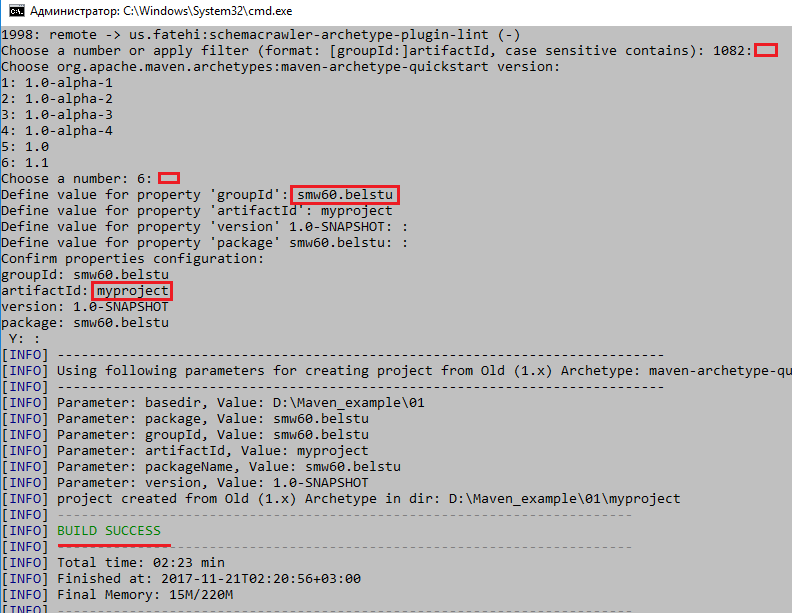 Администратор: C:\Windows\System32\cmd.exe
1998: remote -> us.fatehi:schemacrawler-archetype-plugin-lint (-)
Choose a number or apply filter (format: [groupId:]artifactId, case sensitive contains): 1082:
Choose org.apache.maven.archetypes:maven-archetype-quickstart version:
1: 1.0-alpha-1
2: 1.0-alpha-2
3: 1.0-alpha-3
4: 1.0-alpha-4
5: 1.0
6: 1.1
Choose a number: 6:
Define value for property 'groupId': smw60.belstu
Define value for property 'artifactId': myproject
Define value for property 'version' 1.0-SNAPSHOT: :
Define value for property 'package' smw60.belstu: :
Confirm properties configuration:
groupId: smw60.belstu
artifactId: myproject
version: 1.0-SNAPSHOT
package: smw60.belstu
Y: :
[INFO] ----------------------------------------------------------------------------
[INFO] Using following parameters for creating project from Old (1.x) Archetype: maven-archetype-qu
[INFO] ----------------------------------------------------------------------------
[INFO] Parameter: basedir, Value: D:\Maven_example\01
[INFO] Parameter: package, Value: smw60.belstu
[INFO] Parameter: groupId, Value: smw60.belstu
[INFO] Parameter: artifactId, Value: myproject
[INFO] Parameter: packageName, Value: smw60.belstu
[INFO] Parameter: version, Value: 1.0-SNAPSHOT
[INFO] project created from Old (1.x) Archetype in dir: D:\Maven_example\01\myproject
[INFO] ------------------------------------------------------------------------
[INFO] BUILD SUCCESS
[INFO] ------------------------------------------------------------------------
[INFO] Total time: 02:23 min
[INFO] Finished at: 2017-11-21T02:20:56+03:00
[INFO] Final Memory: 15M/220M
[INFO] ------------------------------------------------------------------------